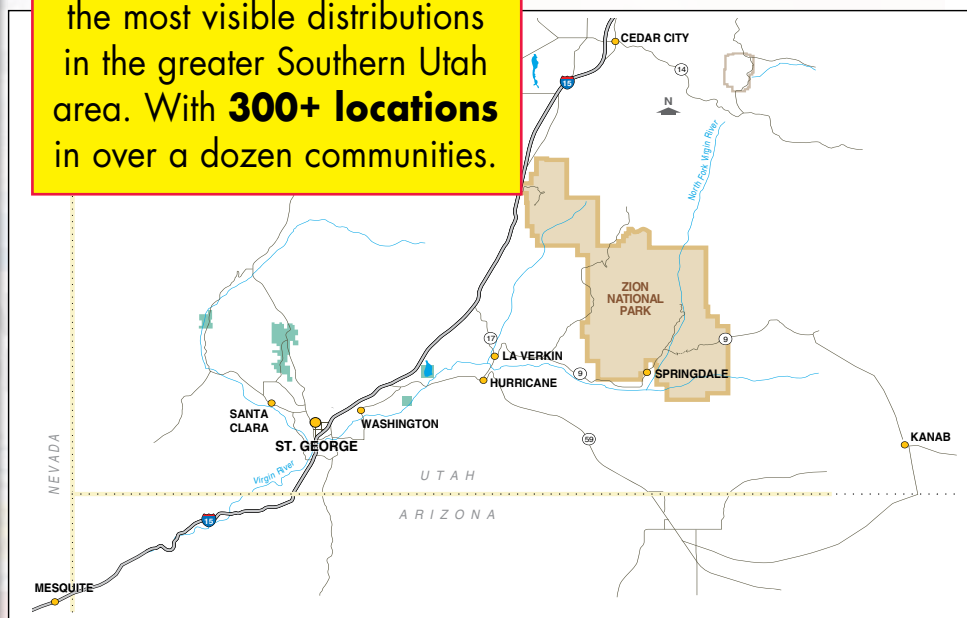 the most visible distributions
in the greater Southern Utah
area. With 300+ locations
in over a dozen communities.
CEDAR CITY
15
14
N
North Fork Virgin River
ZION
NATIONAL
PARK
17
LA VERKIN
9
9
SPRINGDALE
HURRICANE
SANTA
CLARA
WASHINGTON
ST. GEORGE
59
KANAB
NEVADA
Virgin River
UTAH
ARIZONA
15
MESQUITE